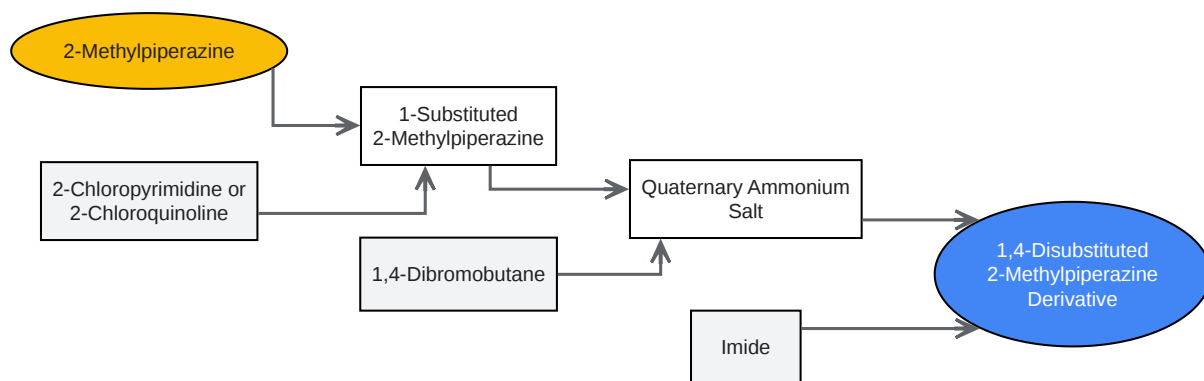 2-Methylpiperazine
1-Substituted
2-Methylpiperazine
2-Chloropyrimidine or
2-Chloroquinoline
Quaternary Ammonium
Salt
1,4-Dibromobutane
1,4-Disubstituted
2-Methylpiperazine
Derivative
Imide